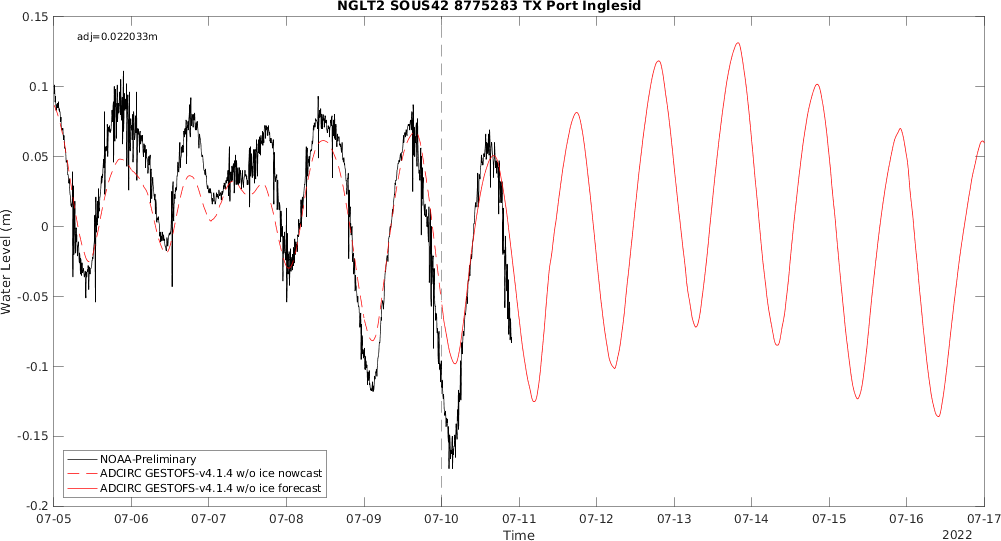 NGLT2 SOUS42 8775283 TX Port Inglesid
adj=0.022033m
0.15
0.1
0.05
0
-0.05
-0.1
-0.15
-0.2
Water Level (m)
NOAA-Preliminary
ADCIRC GESTOFS-v4.1.4 w/o ice nowcast
ADCIRC GESTOFS-v4.1.4 w/o ice forecast
07-05 07-06 07-07 07-08 07-09 07-10 07-11 07-12 07-13 07-14 07-15 07-16 07-17
Time
2022